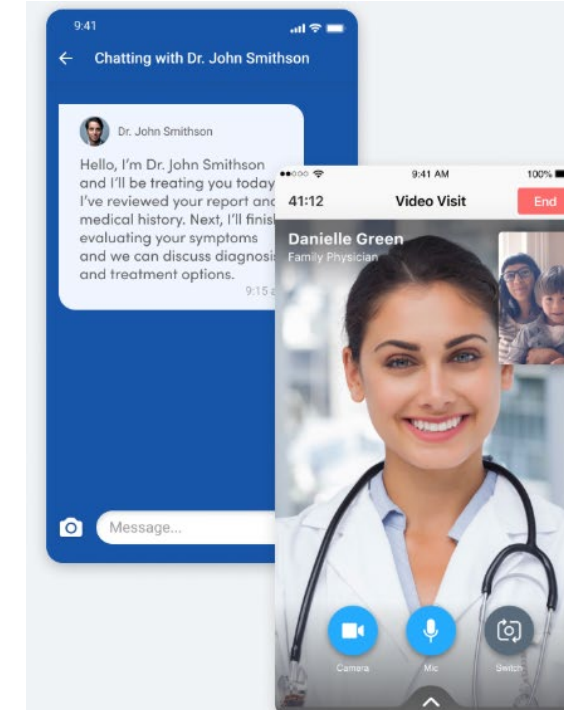 9:41
Chatting with Dr. John Smithson
Dr. John Smithson
Hello, I'm Dr. John Smithson
and I'll be treating you today
I've reviewed your report and
medical history. Next, I'll finish
evaluating your symptoms
and we can discuss diagnosis
and treatment options.
9:15 a
Message...
9:41 AM
100%
41:12
Video Visit
End
Danielle Green
Family Physician
Camera
Mic
Switch